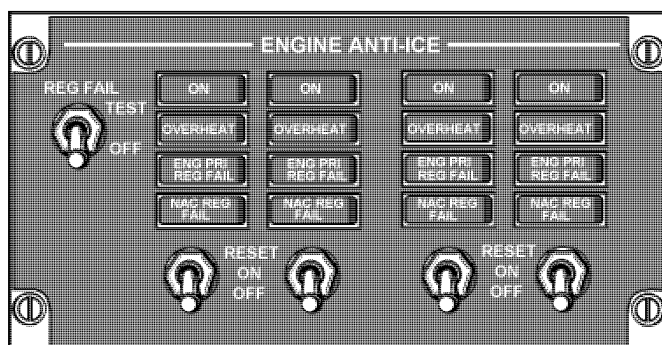 ENGINE ANTI-ICE
REG FAIL
TEST
OFF
ON ON ON ON
OVERHEAT OVERHEAT OVERHEAT OVERHEAT
ENG PRI ENG PRI ENG PRI ENG PRI
REG FAIL REG FAIL REG FAIL REG FAIL
NAC REG NAC REG NAC REG NAC REG
FAIL FAIL FAIL FAIL
RESET RESET
ON ON
OFF OFF